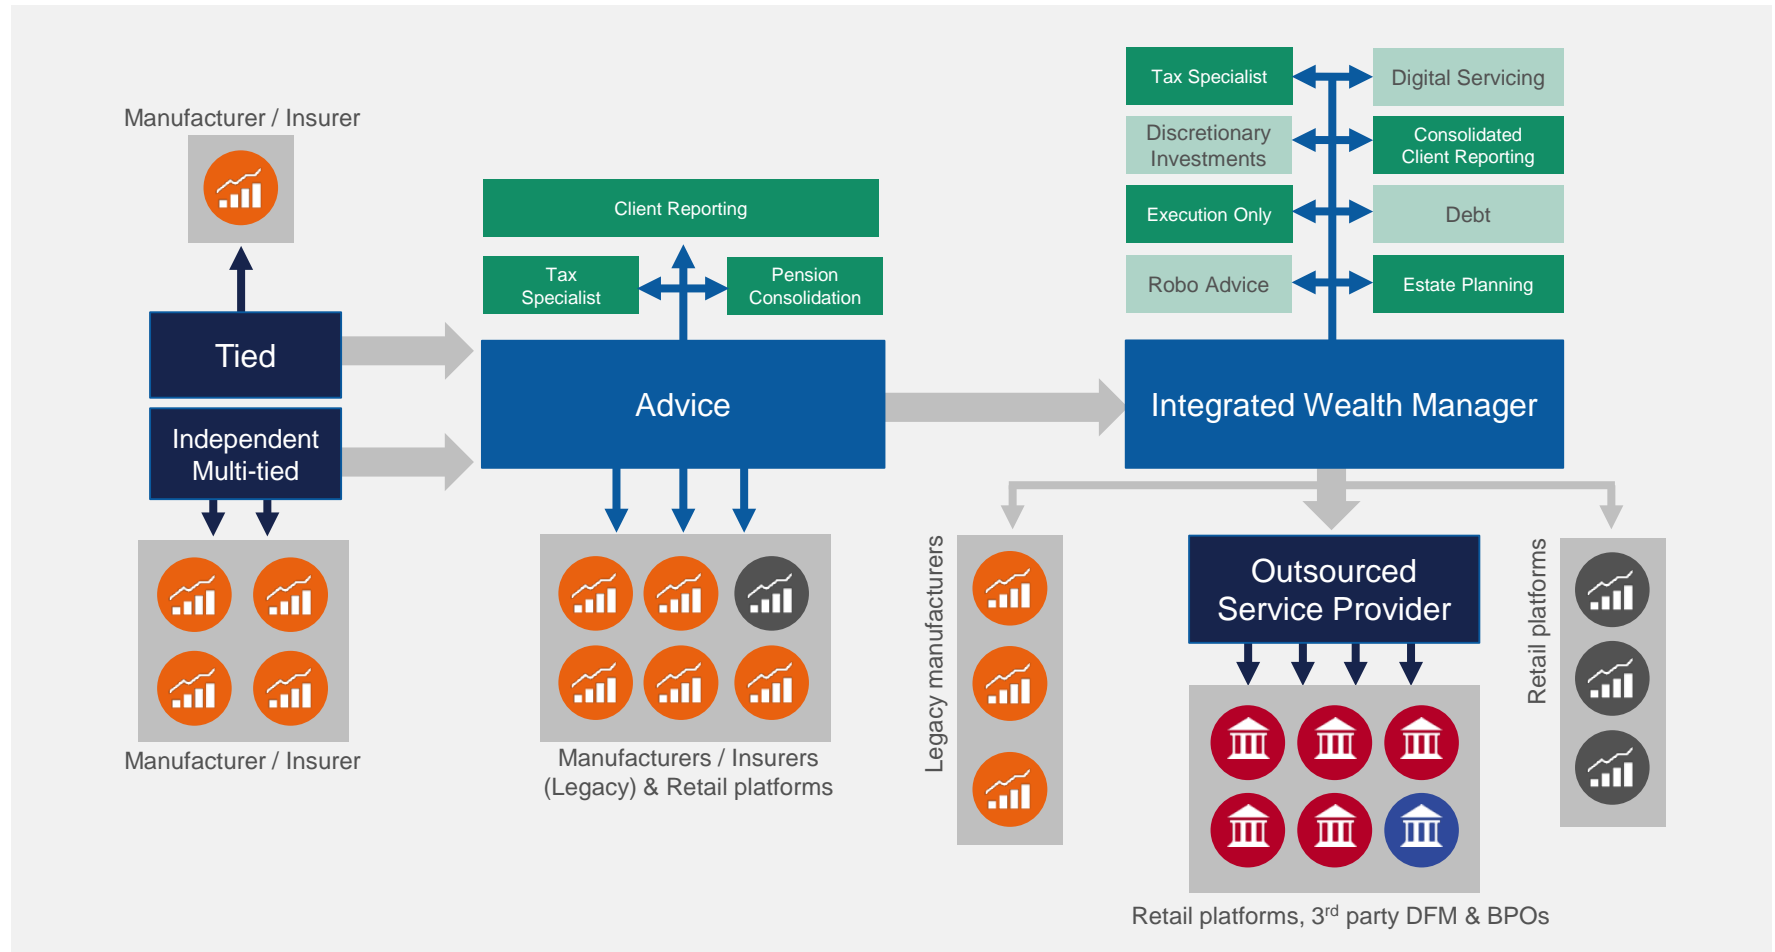 Manufacturer / Insurer
Tied
Independent
Multi-tied
Manufacturer / Insurer
Client Reporting
Tax
Specialist
Pension
Consolidation
Advice
Manufacturers / Insurers
(Legacy) & Retail platforms
Tax Specialist
Digital Servicing
Discretionary
Investments
Consolidated
Client Reporting
Execution Only
Debt
Robo Advice
Estate Planning
Integrated Wealth Manager
Legacy manufacturers
Outsourced
Service Provider
Retail platforms
Retail platforms, 3rd party DFM & BPOs